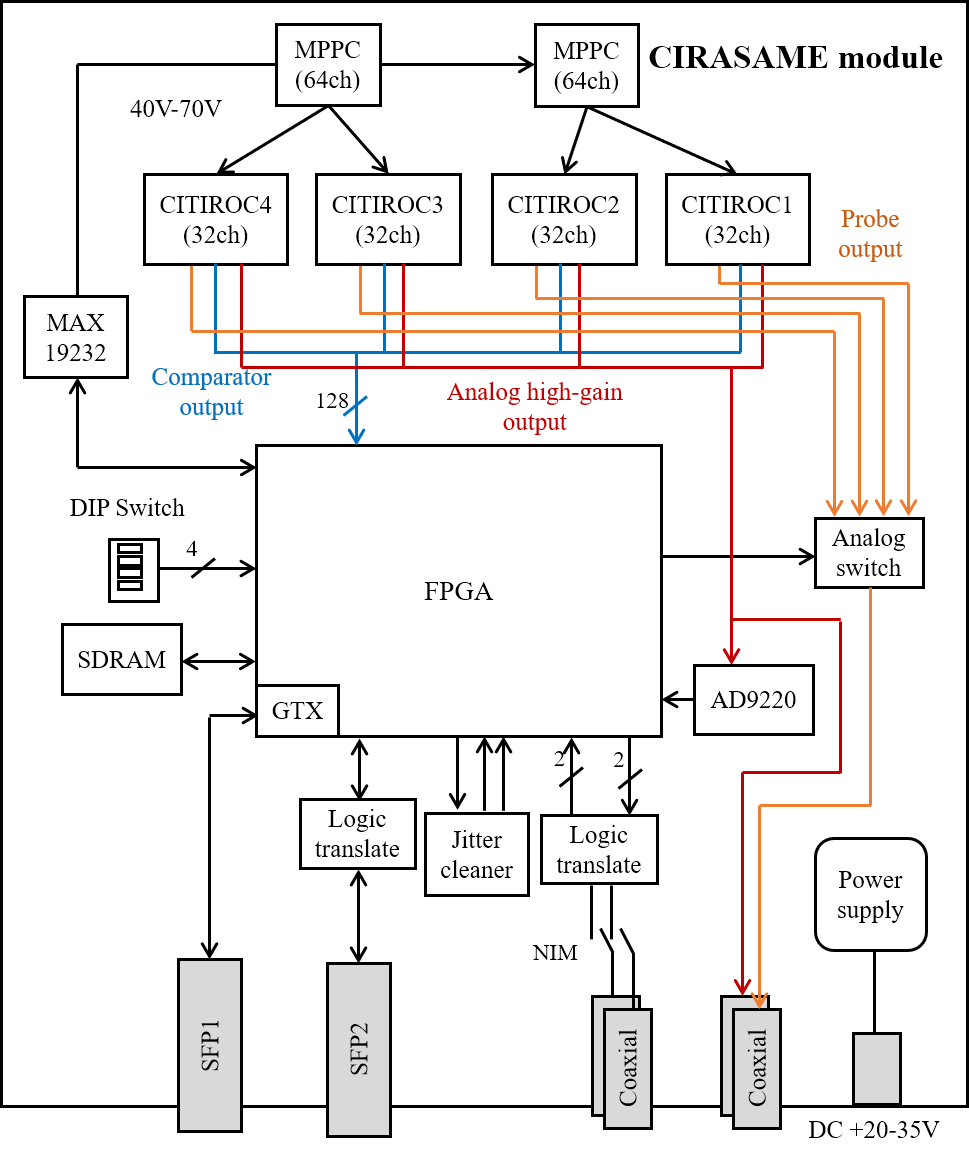 MPPC
(64ch)
MPPC
(64ch)
CIRASAME module
40V-70V
CITIROC4
(32ch)
CITIROC3
(32ch)
CITIROC2
(32ch)
CITIROC1
(32ch)
Probe
output
MAX
19232
Comparator
output
128
Analog high-gain
output
DIP Switch
4
FPGA
Analog
switch
SDRAM
GTX
AD9220
2
2
Logic
translate
Jitter
cleaner
Logic
translate
Power
supply
NIM
SFP1
SFP2
Coaxial
Coaxial
DC +20-35V